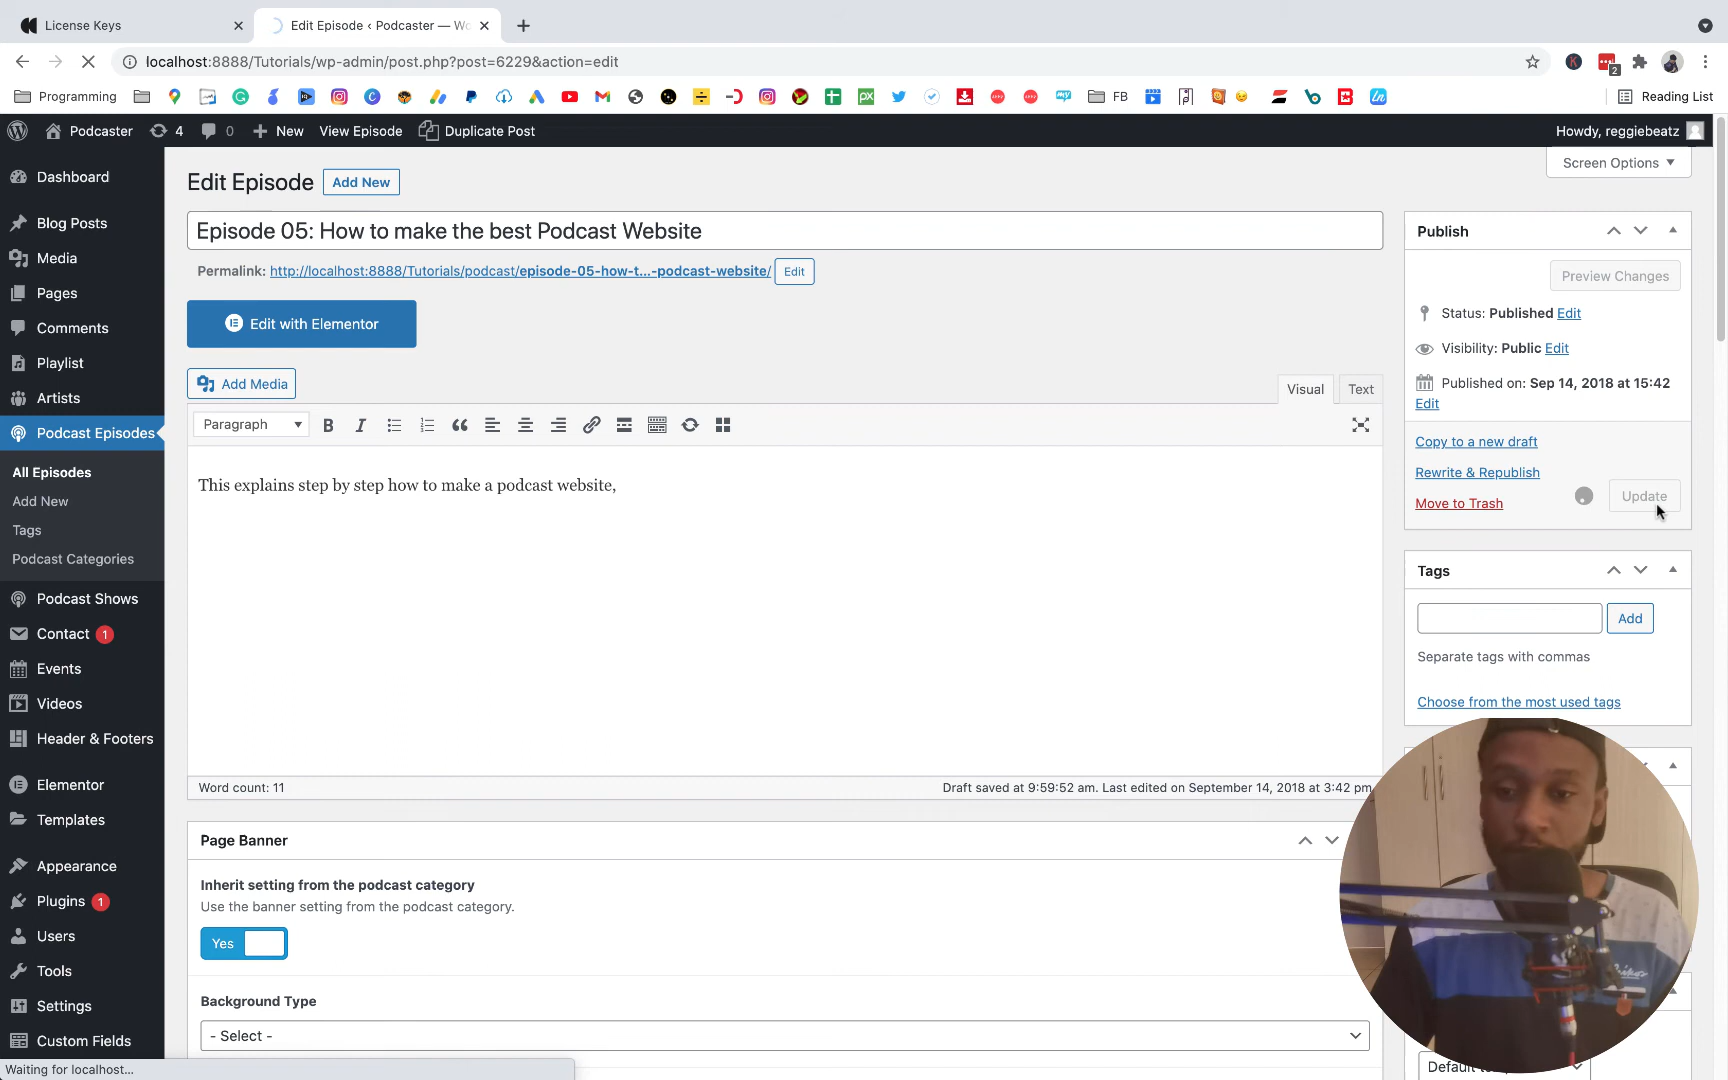 License Keys
Edit Episode ‹ Podcaster — Wo
localhost:8888/Tutorials/wp-admin/post.php?post=6229&action=edit
2
Programming
FB
Reading List
Podcaster
4
0
New
View Episode
Duplicate Post
Howdy, reggiebeatz
Screen Options
Dashboard
Blog Posts
Media
Pages
Comments
Playlist
Artists
Podcast Episodes
All Episodes
Add New
Tags
Podcast Categories
Podcast Shows
Contact 1
Events
Videos
Header & Footers
Elementor
Templates
Appearance
Plugins 1
Users
Tools
Settings
Custom Fields
Waiting for localhost...
Edit Episode
Add New
Episode 05: How to make the best Podcast Website
Permalink: http://localhost:8888/Tutorials/podcast/episode-05-how-t...-podcast-website/ Edit
Edit with Elementor
Add Media
Visual
Text
Paragraph
This explains step by step how to make a podcast website,
Word count: 11
Draft saved at 9:59:52 am. Last edited on September 14, 2018 at 3:42 pm
Page Banner
Inherit setting from the podcast category
Use the banner setting from the podcast category.
Yes
Background Type
- Select -
Publish
Preview Changes
Status: Published Edit
Visibility: Public Edit
Published on: Sep 14, 2018 at 15:42
Edit
Copy to a new draft
Rewrite & Republish
Move to Trash
Update
Tags
Add
Separate tags with commas
Choose from the most used tags